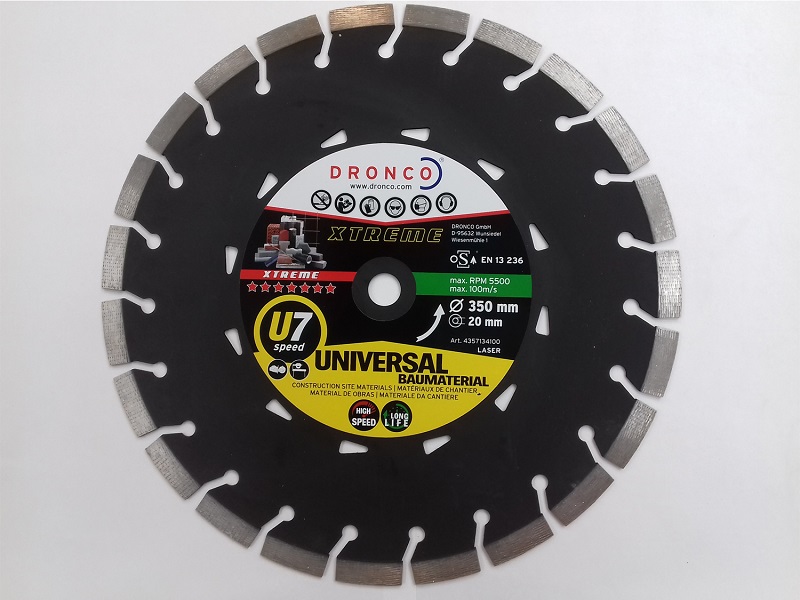 DRONCO®
www.dronco.com
XTREME
DRONCO GmbH
D-95632 Wunsiedel
Wiesenmühle 1
OSA EN 13 236
XTREME
max. RPM 5500
max. 100m/s
Ø 350 mm
20 mm
U7
speed
Art. 4357134100
LASER
UNIVERSAL
BAUMATERIAL
CONSTRUCTION SITE MATERIALS | MATÉRIAUX DE CHANTIER
MATERIAL DE OBRAS | MATERIALE DA CANTIERE
HIGH
SPEED
LONG
LIFE